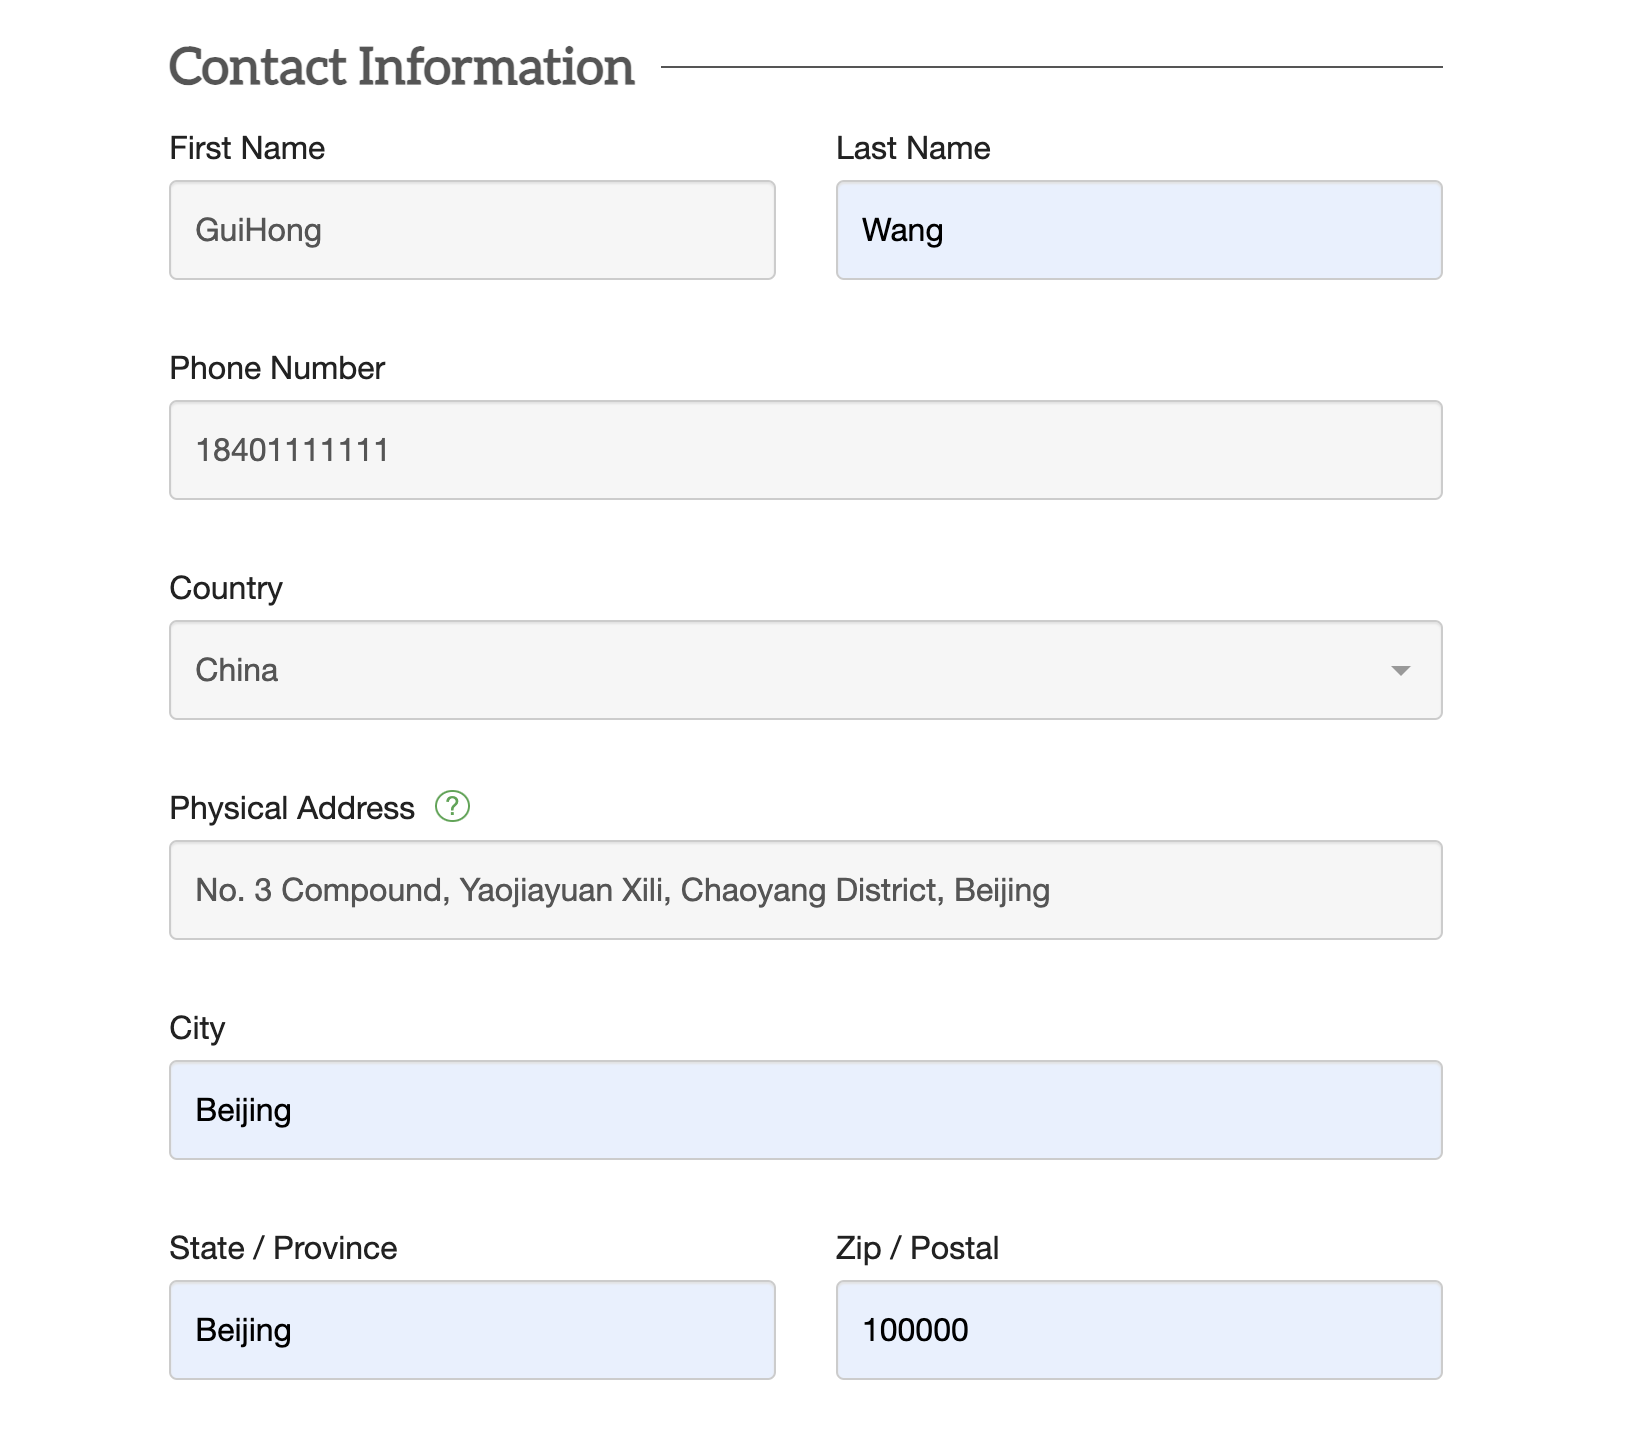 Contact Information
First Name
Last Name
GuiHong
Wang
Phone Number
18401111111
Country
China
Physical Address ?
No. 3 Compound, Yaojiayuan Xili, Chaoyang District, Beijing
City
Beijing
State / Province
Zip / Postal
Beijing
100000